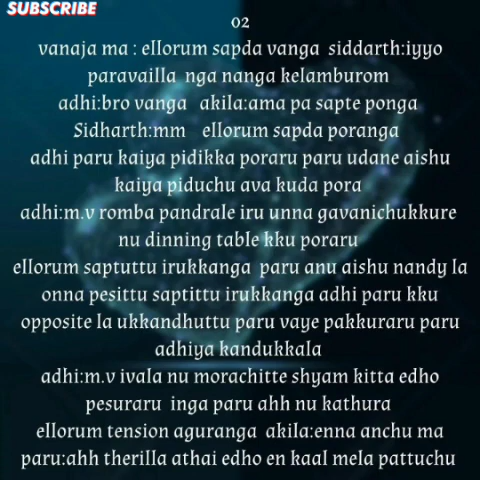 SUBSCRIBE
02
vanaja ma : ellorum sapda vanga siddarth:iyyo
paravailla nga nanga kelamburom
adhi:bro vanga akila:ama pa sapte ponga
Sidharth:mm ellorum sapda poranga
adhi paru kaiya pidikka poraru paru udane aishu
kaiya piduchu ava kuda pora
adhi:m.v romba pandrale iru unna gavanichukkure
nu dinning table kku poraru
ellorum saptuttu irukkanga paru anu aishu nandy la
onna pesittu saptittu irukkanga adhi paru kku
opposite la ukkandhuttu paru vaye pakkuraru paru
adhiya kandukkala
adhi:m.v ivala nu morachitte shyam kitta edho
pesuraru inga paru ahh nu kathura
ellorum tension aguranga akila:enna anchu ma
paru:ahh therilla athai edho en kaal mela pattuchu